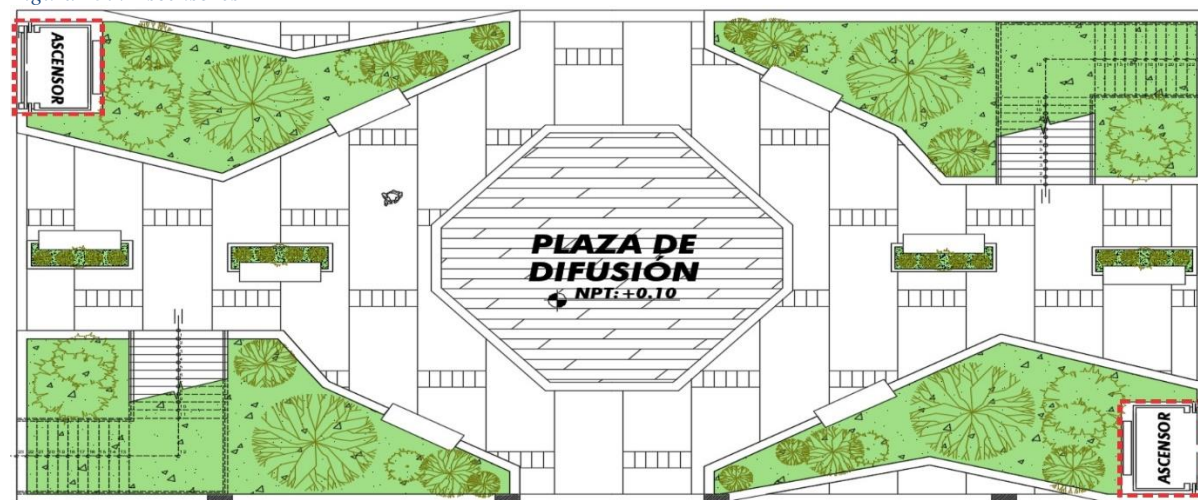 ASCENSOR
PLAZA DE
DIFUSIÓN
NPT: +0.10
ASCENSOR